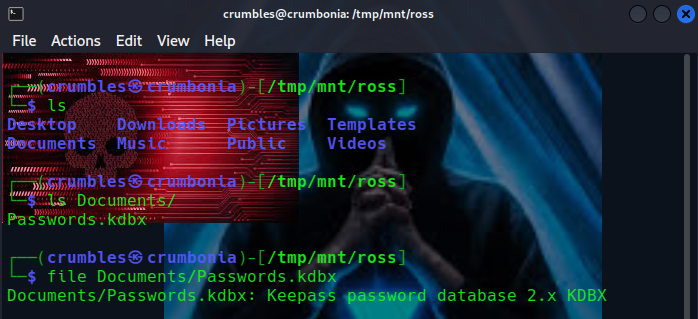 crumbles@crumbonia: /tmp/mnt/ross
File Actions Edit View Help
┌──(crumbles㉿crumbonia)-[/tmp/mnt/ross]
└─$ ls
Desktop Downloads Pictures Templates
Documents Music Public Videos
┌──(crumbles㉿crumbonia)-[/tmp/mnt/ross]
└─$ ls Documents/
Passwords.kdbx
┌──(crumbles㉿crumbonia)-[/tmp/mnt/ross]
└─$ file Documents/Passwords.kdbx
Documents/Passwords.kdbx: Keepass password database 2.x KDBX